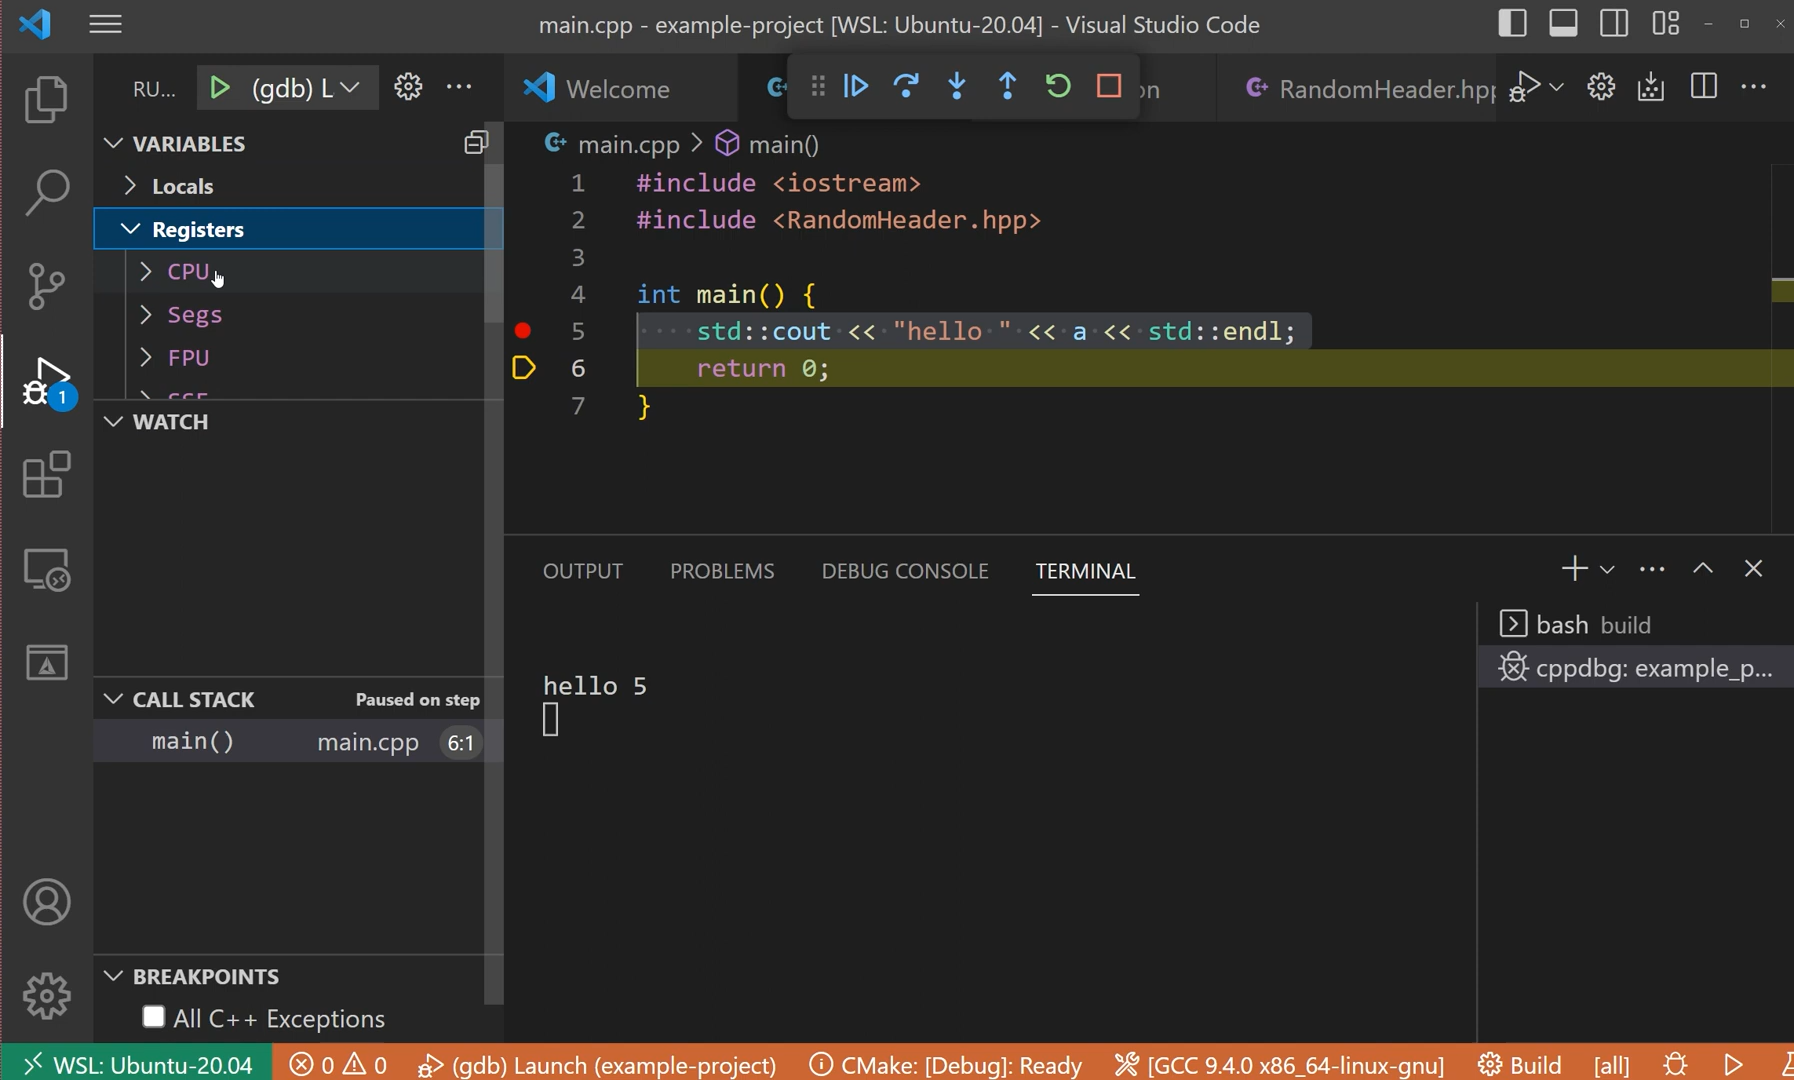 main.cpp - example-project [WSL: Ubuntu-20.04] - Visual Studio Code
RU... (gdb) L
Welcome
on
RandomHeader.hpp
VARIABLES
Locals
Registers
CPU
Segs
FPU
SSE
WATCH
CALL STACK Paused on step
main() main.cpp 6:1
BREAKPOINTS
All C++ Exceptions
main.cpp > main()
1 #include <iostream>
2 #include <RandomHeader.hpp>
3
4 int main() {
5 ····std::cout·<<·"hello·"·<<·a·<<·std::endl;
6 return 0;
7 }
OUTPUT PROBLEMS DEBUG CONSOLE TERMINAL
hello 5
bash build
cppdbg: example_p...
1
WSL: Ubuntu-20.04 0 0 (gdb) Launch (example-project) CMake: [Debug]: Ready [GCC 9.4.0 x86_64-linux-gnu] Build [all]